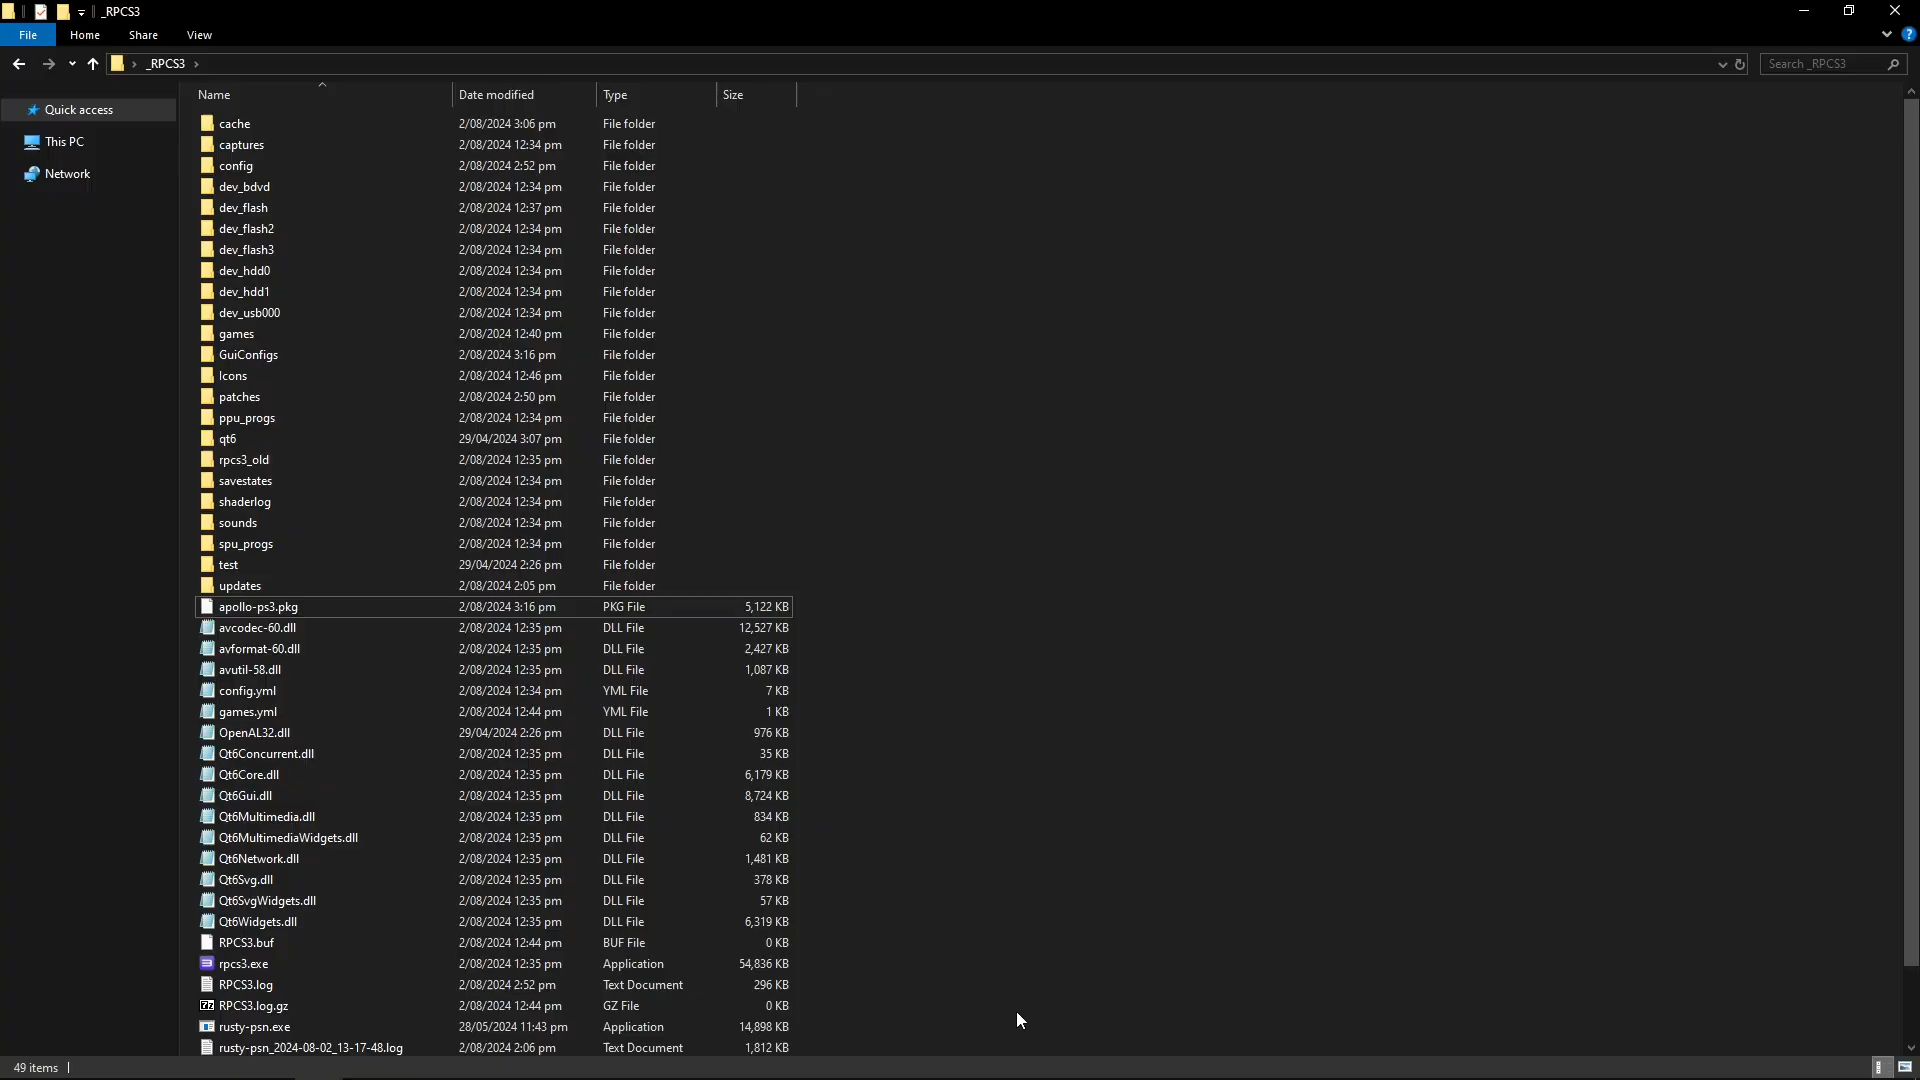 _RPCS3
File Home Share View
_RPCS3 Search _RPCS3
Quick access
This PC
Network
Name Date modified Type Size
cache 2/08/2024 3:06 pm File folder
captures 2/08/2024 12:34 pm File folder
config 2/08/2024 2:52 pm File folder
dev_bdvd 2/08/2024 12:34 pm File folder
dev_flash 2/08/2024 12:37 pm File folder
dev_flash2 2/08/2024 12:34 pm File folder
dev_flash3 2/08/2024 12:34 pm File folder
dev_hdd0 2/08/2024 12:34 pm File folder
dev_hdd1 2/08/2024 12:34 pm File folder
dev_usb000 2/08/2024 12:34 pm File folder
games 2/08/2024 12:40 pm File folder
GuiConfigs 2/08/2024 3:16 pm File folder
Icons 2/08/2024 12:46 pm File folder
patches 2/08/2024 2:50 pm File folder
ppu_progs 2/08/2024 12:34 pm File folder
qt6 29/04/2024 3:07 pm File folder
rpcs3_old 2/08/2024 12:35 pm File folder
savestates 2/08/2024 12:34 pm File folder
shaderlog 2/08/2024 12:34 pm File folder
sounds 2/08/2024 12:34 pm File folder
spu_progs 2/08/2024 12:34 pm File folder
test 29/04/2024 2:26 pm File folder
updates 2/08/2024 2:05 pm File folder
apollo-ps3.pkg 2/08/2024 3:16 pm PKG File 5,122 KB
avcodec-60.dll 2/08/2024 12:35 pm DLL File 12,527 KB
avformat-60.dll 2/08/2024 12:35 pm DLL File 2,427 KB
avutil-58.dll 2/08/2024 12:35 pm DLL File 1,087 KB
config.yml 2/08/2024 12:34 pm YML File 7 KB
games.yml 2/08/2024 12:44 pm YML File 1 KB
OpenAL32.dll 29/04/2024 2:26 pm DLL File 976 KB
Qt6Concurrent.dll 2/08/2024 12:35 pm DLL File 35 KB
Qt6Core.dll 2/08/2024 12:35 pm DLL File 6,179 KB
Qt6Gui.dll 2/08/2024 12:35 pm DLL File 8,724 KB
Qt6Multimedia.dll 2/08/2024 12:35 pm DLL File 834 KB
Qt6MultimediaWidgets.dll 2/08/2024 12:35 pm DLL File 62 KB
Qt6Network.dll 2/08/2024 12:35 pm DLL File 1,481 KB
Qt6Svg.dll 2/08/2024 12:35 pm DLL File 378 KB
Qt6SvgWidgets.dll 2/08/2024 12:35 pm DLL File 57 KB
Qt6Widgets.dll 2/08/2024 12:35 pm DLL File 6,319 KB
RPCS3.buf 2/08/2024 12:44 pm BUF File 0 KB
rpcs3.exe 2/08/2024 12:35 pm Application 54,836 KB
RPCS3.log 2/08/2024 2:52 pm Text Document 296 KB
RPCS3.log.gz 2/08/2024 12:44 pm GZ File 0 KB
rusty-psn.exe 28/05/2024 11:43 pm Application 14,898 KB
rusty-psn_2024-08-02_13-17-48.log 2/08/2024 2:06 pm Text Document 1,812 KB
49 items